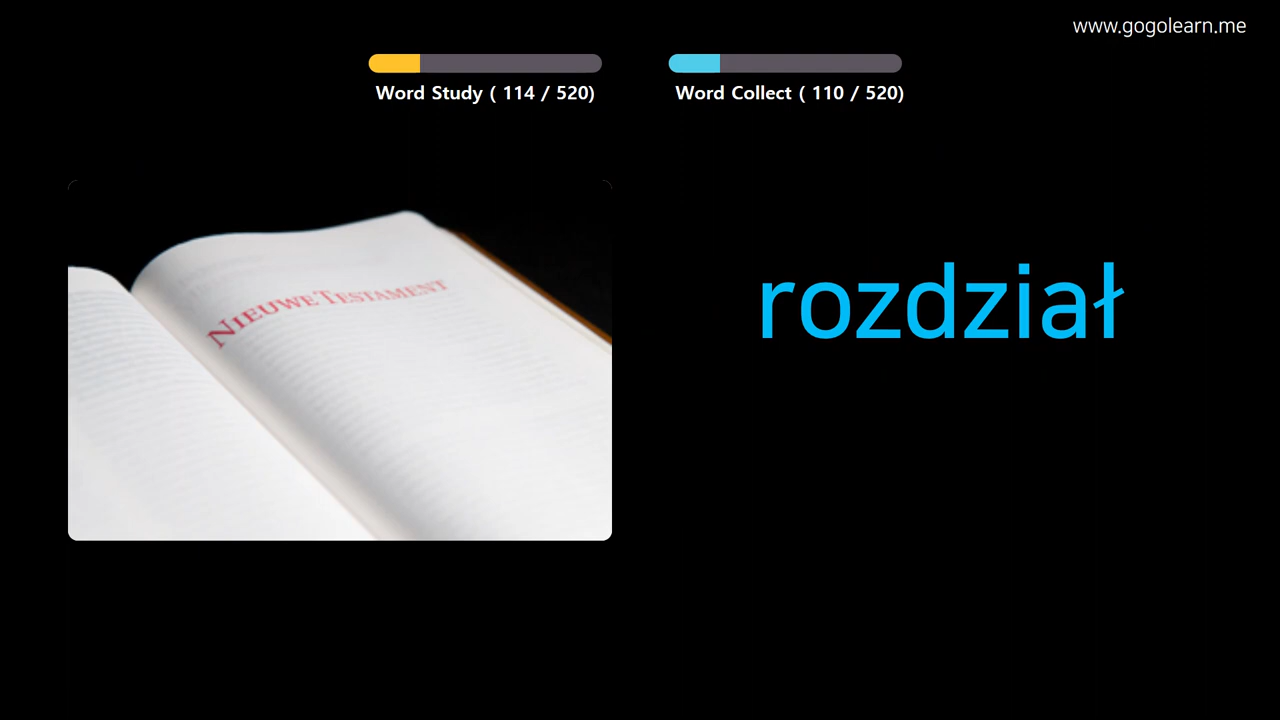 www.gogolearn.me
Word Study ( 114 / 520)
Word Collect ( 110 / 520)
NIEUWE TESTAMENT
rozdział